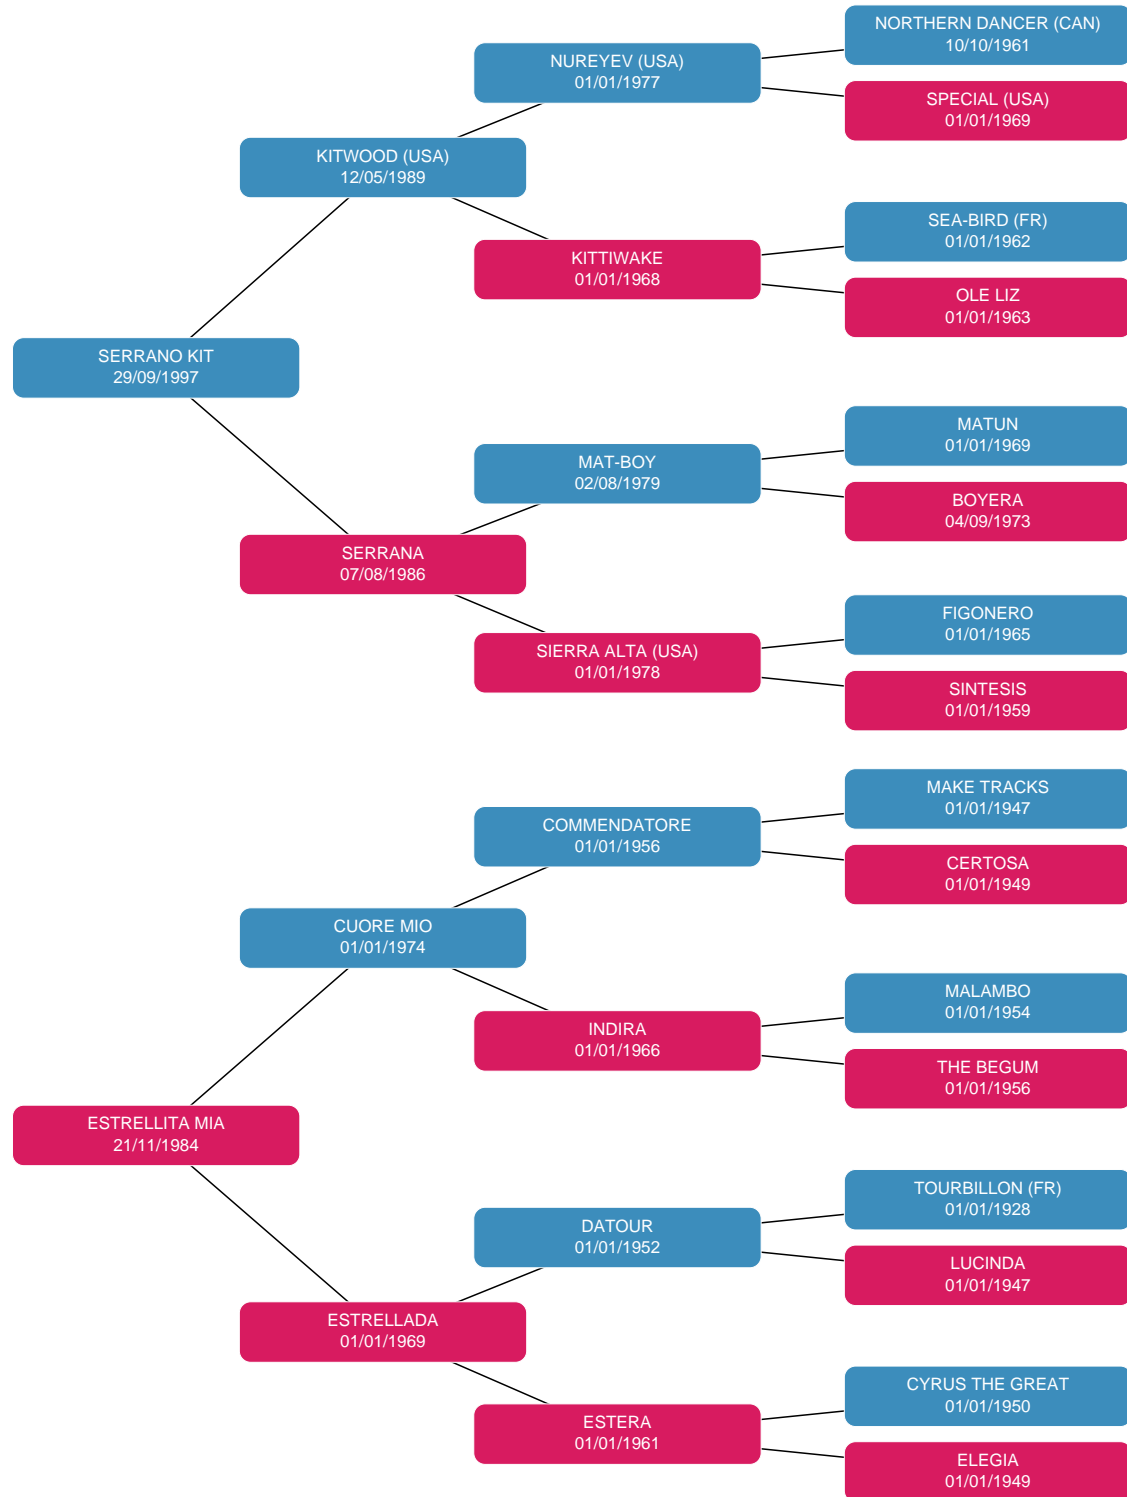 NORTHERN DANCER (CAN)
10/10/1961
NUREYEV (USA)
01/01/1977
SPECIAL (USA)
01/01/1969
KITWOOD (USA)
12/05/1989
SEA-BIRD (FR)
01/01/1962
KITTIWAKE
01/01/1968
OLE LIZ
01/01/1963
SERRANO KIT
29/09/1997
MATUN
01/01/1969
MAT-BOY
02/08/1979
BOYERA
04/09/1973
SERRANA
07/08/1986
FIGONERO
01/01/1965
SIERRA ALTA (USA)
01/01/1978
SINTESIS
01/01/1959
MAKE TRACKS
01/01/1947
COMMENDATORE
01/01/1956
CERTOSA
01/01/1949
CUORE MIO
01/01/1974
MALAMBO
01/01/1954
INDIRA
01/01/1966
THE BEGUM
01/01/1956
ESTRELLITA MIA
21/11/1984
TOURBILLON (FR)
01/01/1928
DATOUR
01/01/1952
LUCINDA
01/01/1947
ESTRELLADA
01/01/1969
CYRUS THE GREAT
01/01/1950
ESTERA
01/01/1961
ELEGIA
01/01/1949